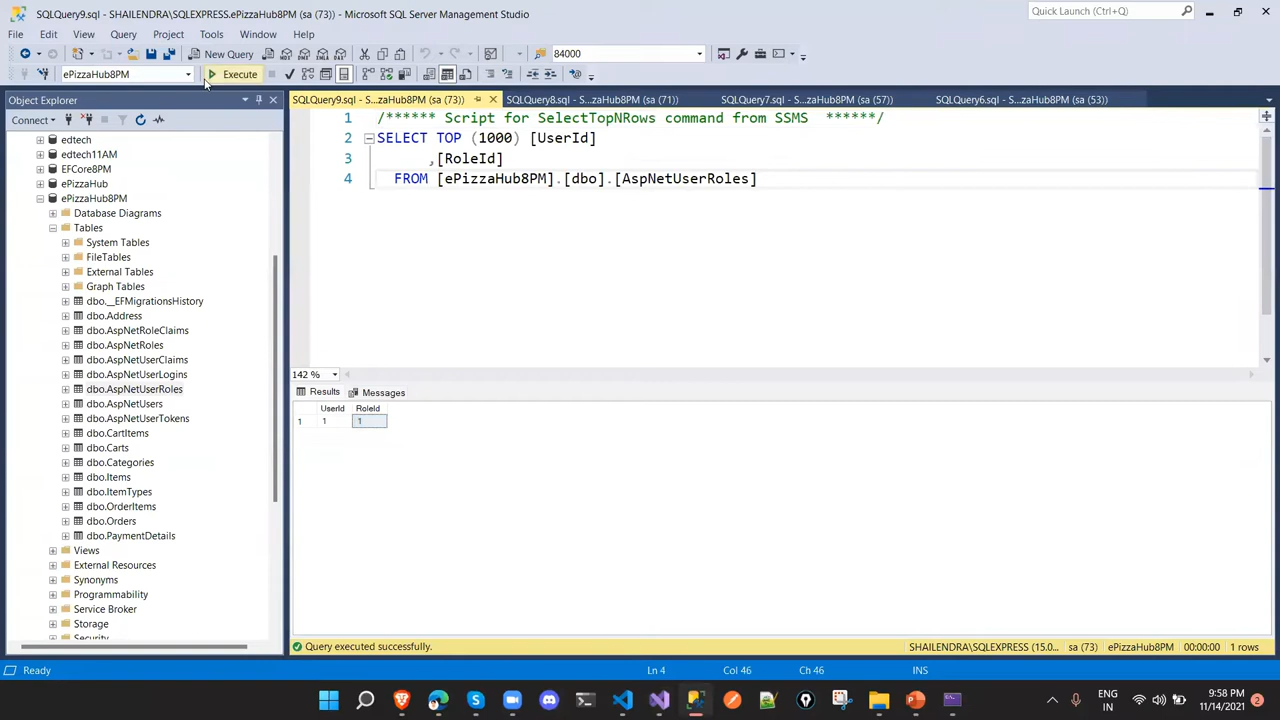 SQLQuery9.sql - SHAILENDRA\SQLEXPRESS.ePizzaHub8PM (sa (73)) - Microsoft SQL Server Management Studio
Quick Launch (Ctrl+Q)
File Edit View Query Project Tools Window Help
New Query
MDX DMX XMLA DAX
84000
ePizzaHub8PM
Execute
Object Explorer
SQLQuery9.sql - S...zaHub8PM (sa (73))
SQLQuery8.sql - S...zaHub8PM (sa (71))
SQLQuery7.sql - S...zaHub8PM (sa (57))
SQLQuery6.sql - S...zaHub8PM (sa (53))
Connect
edtech
edtech11AM
EFCore8PM
ePizzaHub
ePizzaHub8PM
Database Diagrams
Tables
System Tables
FileTables
External Tables
Graph Tables
dbo.__EFMigrationsHistory
dbo.Address
dbo.AspNetRoleClaims
dbo.AspNetRoles
dbo.AspNetUserClaims
dbo.AspNetUserLogins
dbo.AspNetUserRoles
dbo.AspNetUsers
dbo.AspNetUserTokens
dbo.CartItems
dbo.Carts
dbo.Categories
dbo.Items
dbo.ItemTypes
dbo.OrderItems
dbo.Orders
dbo.PaymentDetails
Views
External Resources
Synonyms
Programmability
Service Broker
Storage
Security
1 /****** Script for SelectTopNRows command from SSMS ******/
2 SELECT TOP (1000) [UserId]
3 ,[RoleId]
4 FROM [ePizzaHub8PM].[dbo].[AspNetUserRoles]
142 %
Results Messages
UserId RoleId
1 1 1
Query executed successfully.
SHAILENDRA\SQLEXPRESS (15.0... sa (73) ePizzaHub8PM 00:00:00 1 rows
Ready
Ln 4 Col 46 Ch 46 INS
ENG
IN
9:58 PM
11/14/2021
2